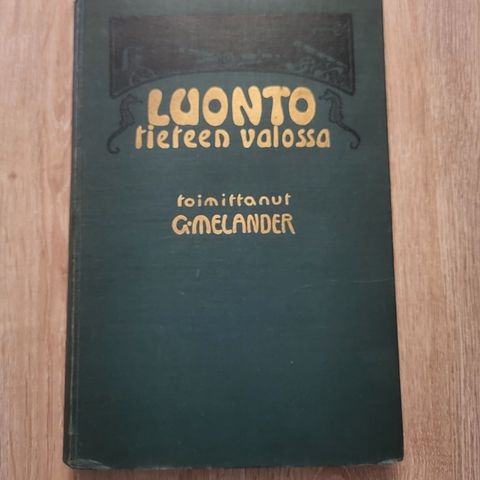 LUONTO
tieteen valossa
toimittanut
G·MELANDER